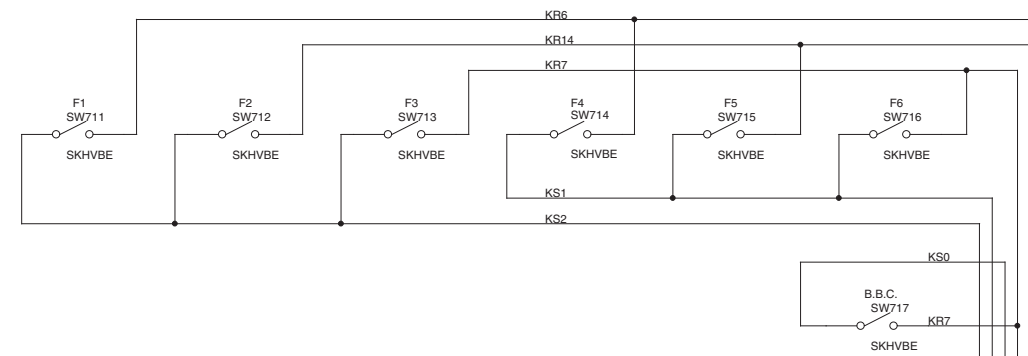 KR6
KR14
KR7
F1
F2
F3
F4
F5
F6
SW711
SW712
SW713
SW714
SW715
SW716
SKHVBE
SKHVBE
SKHVBE
SKHVBE
SKHVBE
SKHVBE
KS1
KS2
KS0
B.B.C.
SW717
KR7
SKHVBE